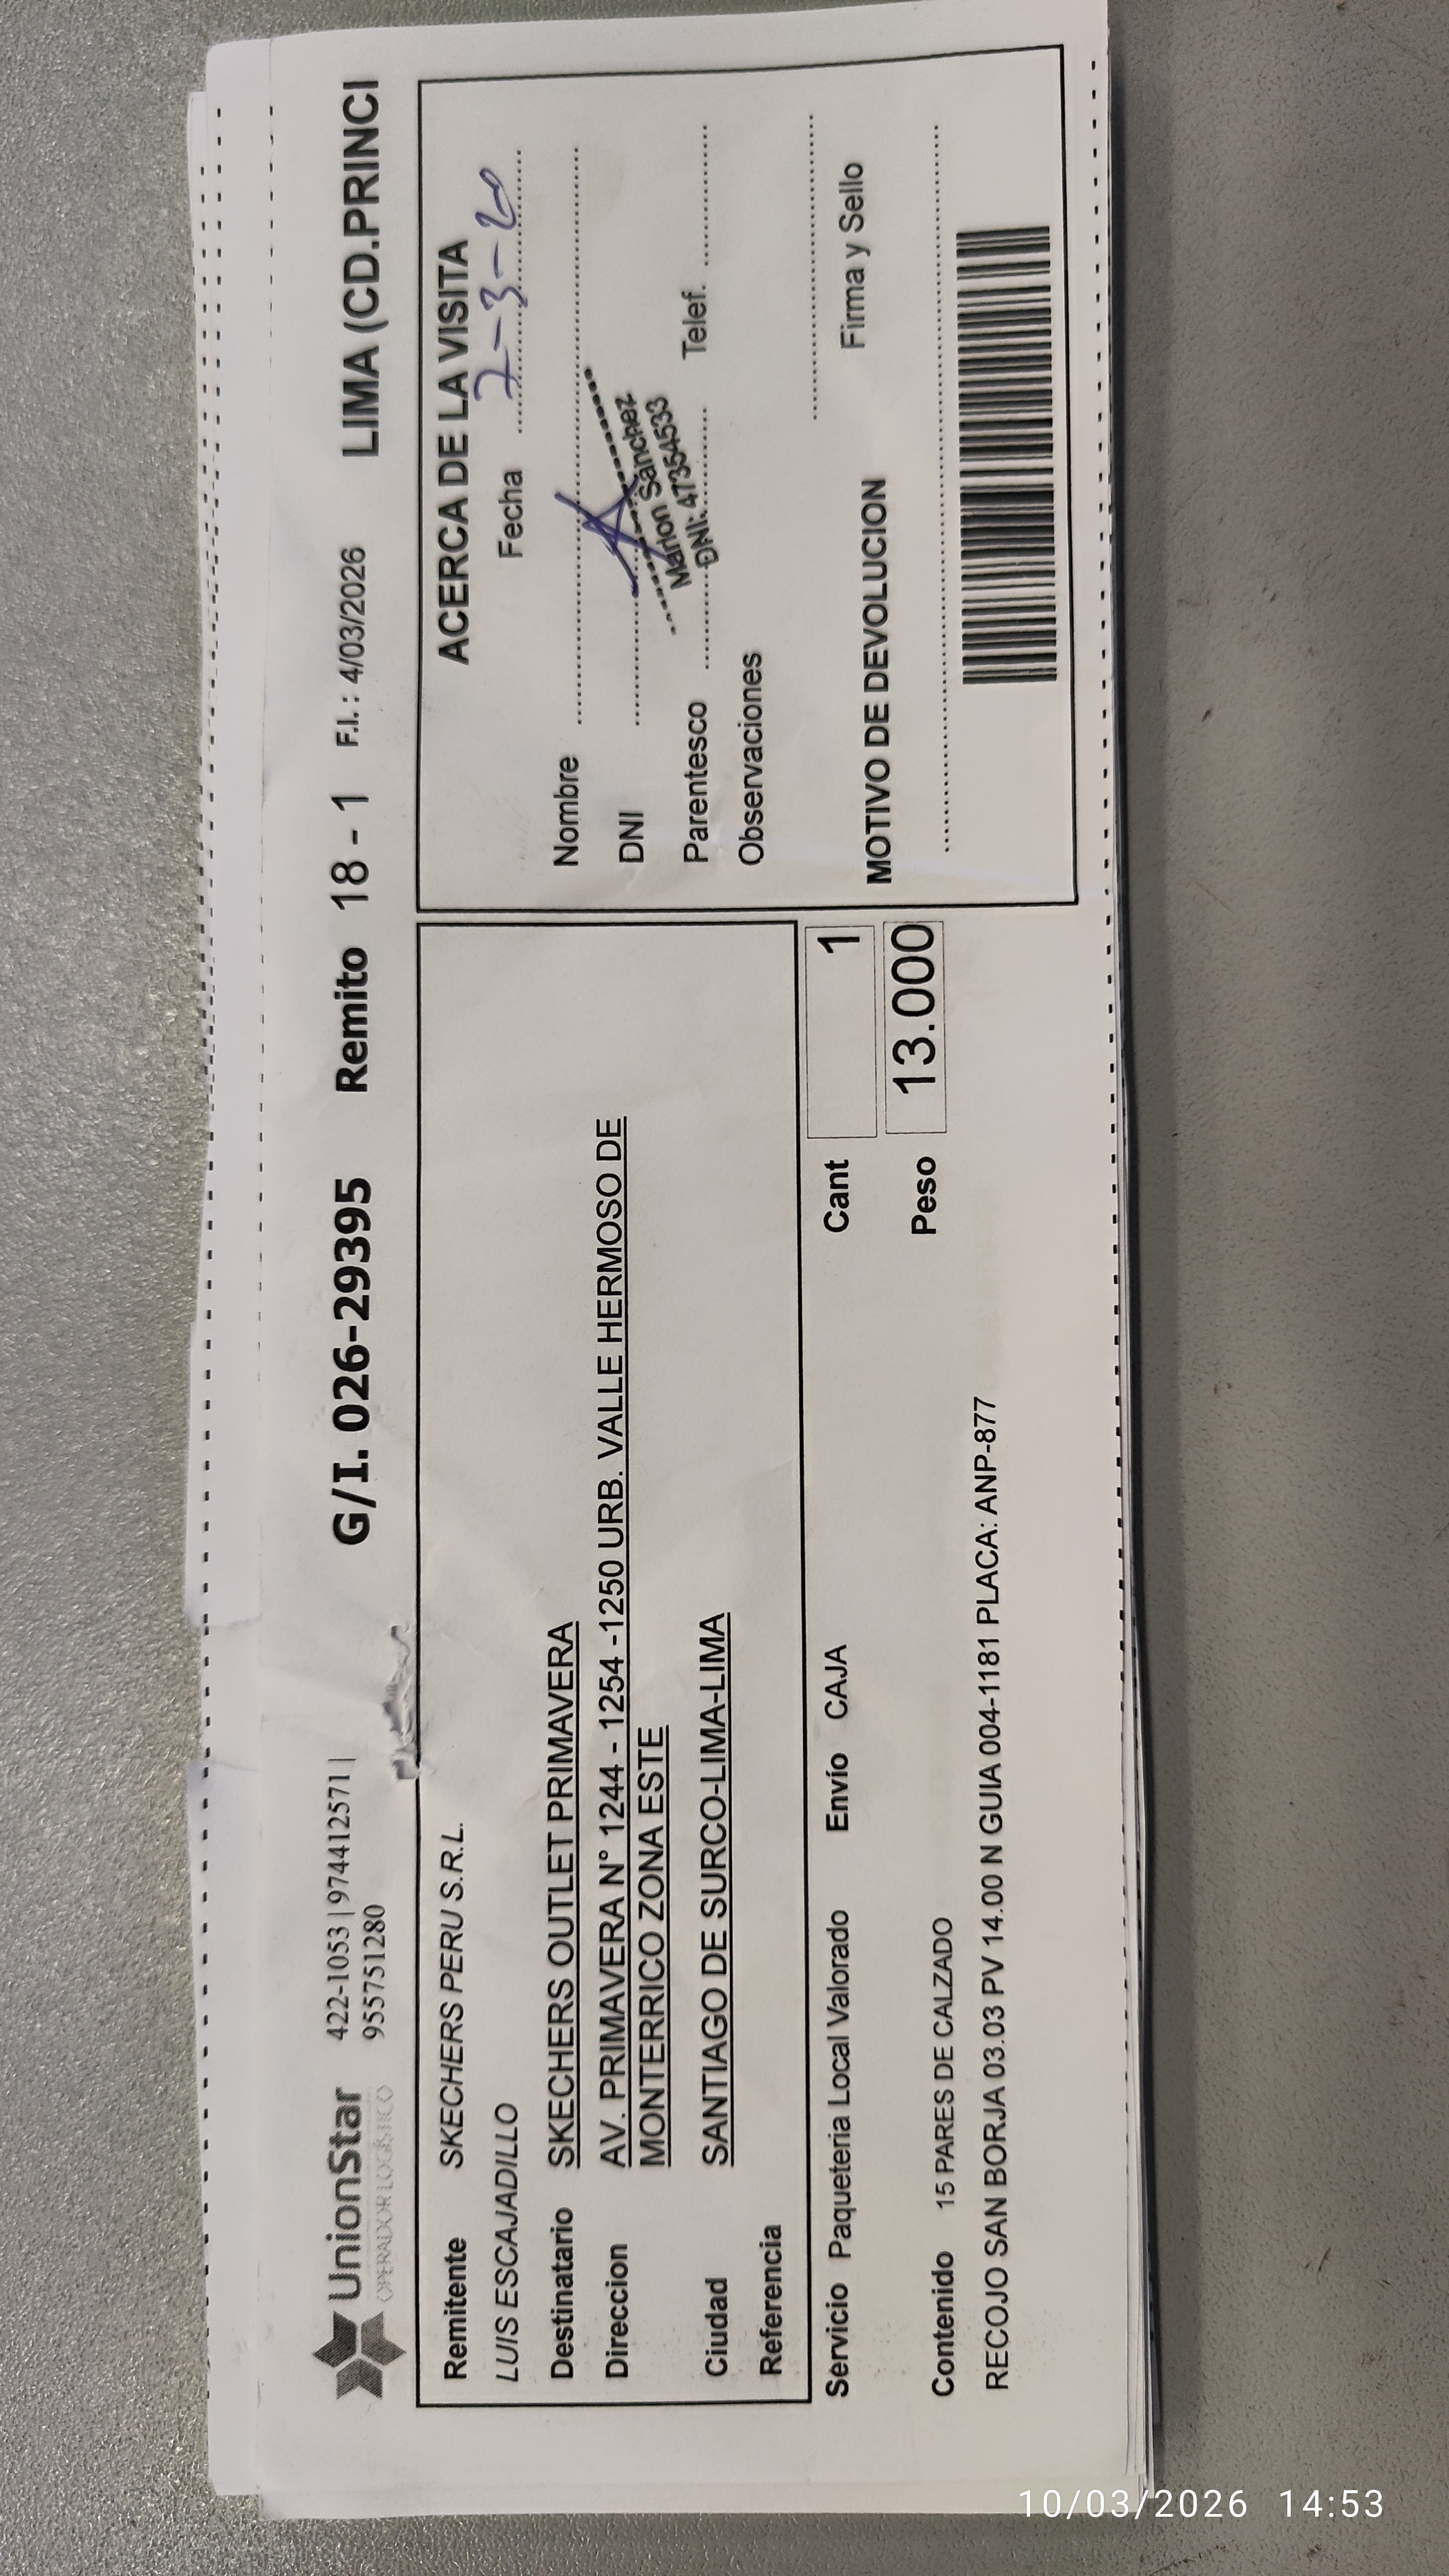 UnionStar
OPERADOR LOGÍSTICO
422-1053 | 974412571 |
955751280
G/I. 026-29395 Remito 18 - 1 F.I. : 4/03/2026 LIMA (CD.PRINCI
Remitente SKECHERS PERU S.R.L.
LUIS ESCAJADILLO
Destinatario SKECHERS OUTLET PRIMAVERA
Direccion AV. PRIMAVERA N° 1244 - 1254 -1250 URB. VALLE HERMOSO DE
MONTERRICO ZONA ESTE
Ciudad SANTIAGO DE SURCO-LIMA-LIMA
Referencia
Servicio Paqueteria Local Valorado Envío CAJA Cant 1
Peso 13.000
Contenido 15 PARES DE CALZADO
RECOJO SAN BORJA 03.03 PV 14.00 N GUIA 004-1181 PLACA: ANP-877
ACERCA DE LA VISITA
Fecha 7-3-20
Nombre
DNI
Marion Sánchez
DNI: 47354533
Parentesco Telef.
Observaciones
Firma y Sello
MOTIVO DE DEVOLUCION
10/03/2026 14:53